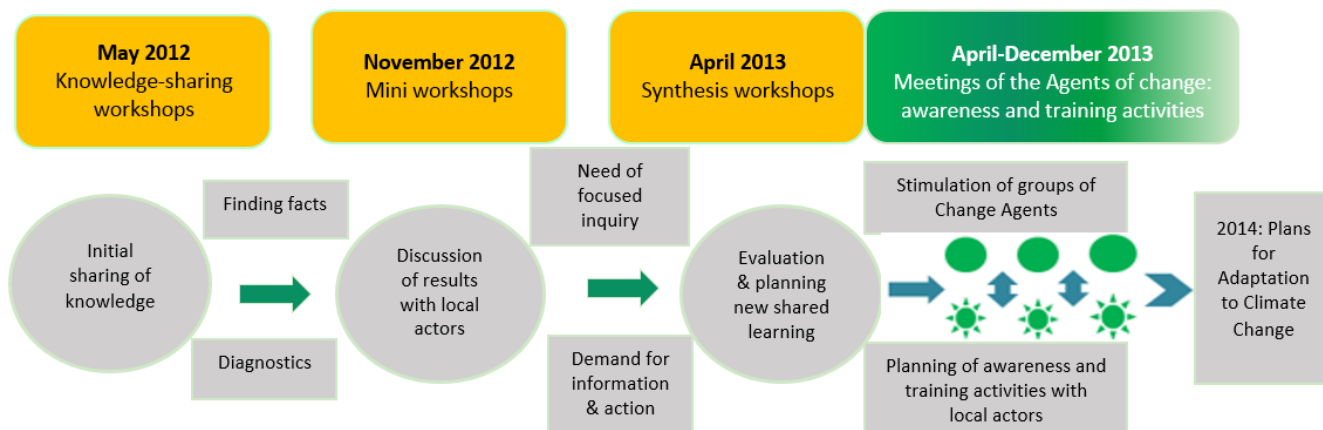 May 2012
Knowledge-sharing
workshops
November 2012
Mini workshops
April 2013
Synthesis workshops
April-December 2013
Meetings of the Agents of change:
awareness and training activities
Initial
sharing of
knowledge
Finding facts
Diagnostics
Discussion
of results
with local
actors
Need of
focused
inquiry
Demand for
information
& action
Evaluation
& planning
new shared
learning
Stimulation of groups of
Change Agents
Planning of awareness and
training activities with
local actors
2014: Plans
for
Adaptation
to Climate
Change